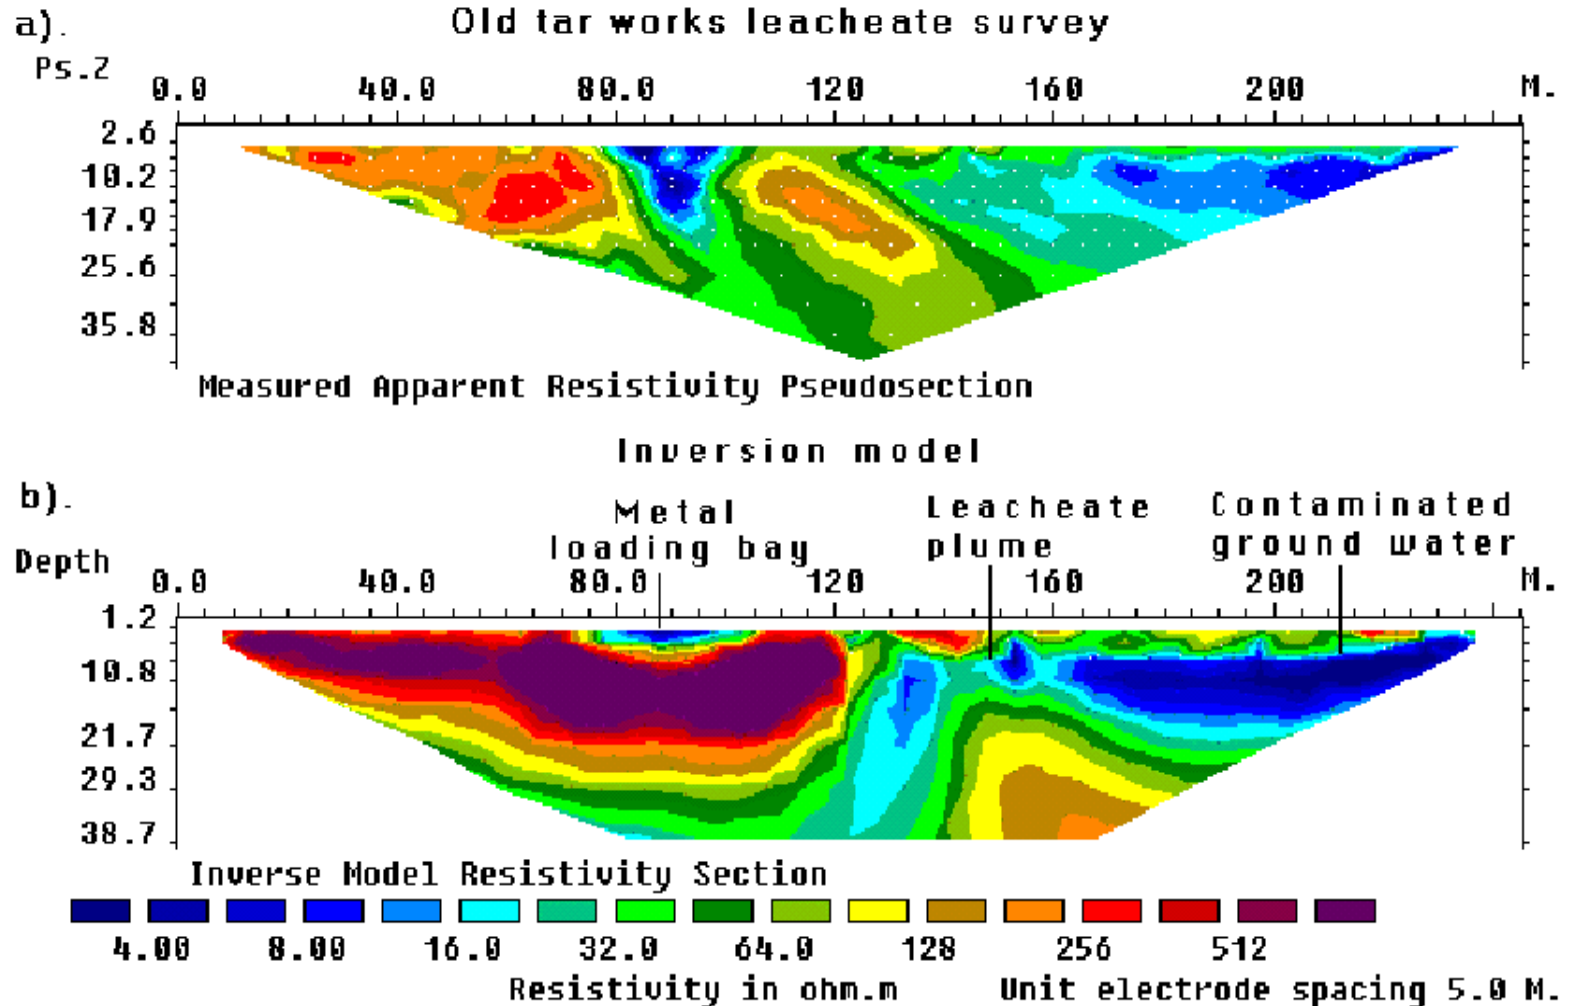 a).
Old tar works leacheate survey
Ps.Z
0.0 40.0 80.0 120 160 200 M.
2.6
10.2
17.9
25.6
35.8
Measured Apparent Resistivity Pseudosection
Inversion model
b).
Metal
loading bay
Leacheate
plume
Contaminated
ground water
Depth
0.0 40.0 80.0 120 160 200 M.
1.2
10.8
21.7
29.3
38.7
Inverse Model Resistivity Section
4.00 8.00 16.0 32.0 64.0 128 256 512
Resistivity in ohm.m
Unit electrode spacing 5.0 M.